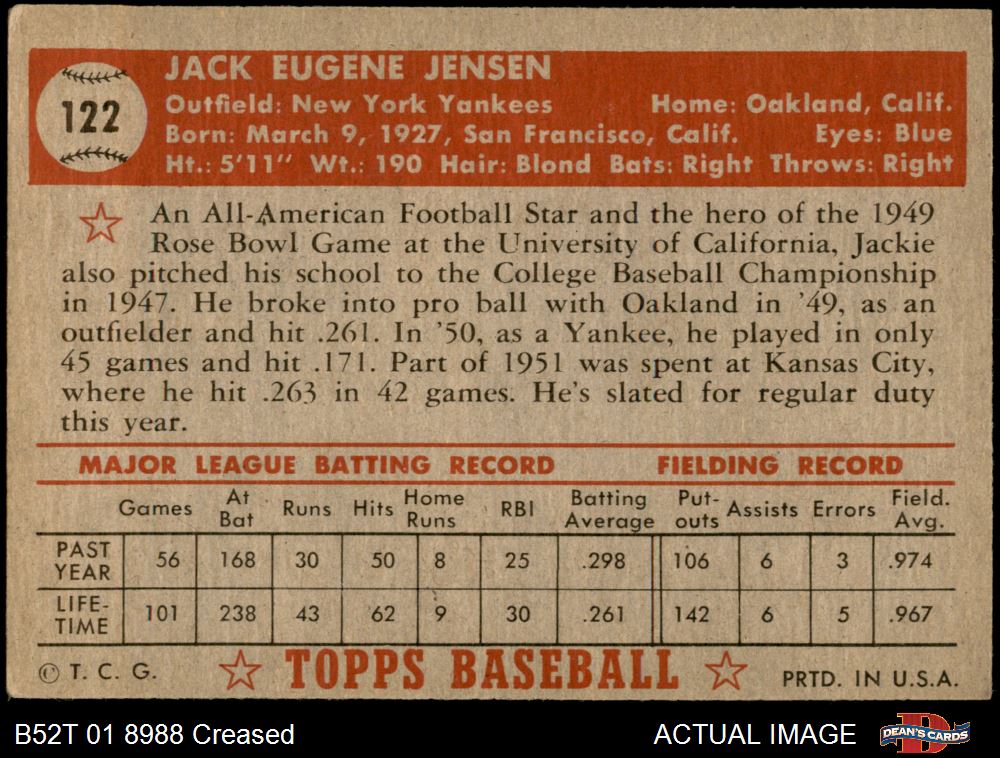 122
JACK EUGENE JENSEN
Outfield: New York Yankees Home: Oakland, Calif.
Born: March 9, 1927, San Francisco, Calif. Eyes: Blue
Ht.: 5'11" Wt.: 190 Hair: Blond Bats: Right Throws: Right
An All-American Football Star and the hero of the 1949
Rose Bowl Game at the University of California, Jackie
also pitched his school to the College Baseball Championship
in 1947. He broke into pro ball with Oakland in '49, as an
outfielder and hit .261. In '50, as a Yankee, he played in only
45 games and hit .171. Part of 1951 was spent at Kansas City,
where he hit .263 in 42 games. He's slated for regular duty
this year.
MAJOR LEAGUE BATTING RECORD FIELDING RECORD
Games At Bat Runs Hits Home Runs RBI Batting Average Put-outs Assists Errors Field. Avg.
PAST YEAR 56 168 30 50 8 25 .298 106 6 3 .974
LIFE-TIME 101 238 43 62 9 30 .261 142 6 5 .967
© T. C. G. TOPPS BASEBALL PRTD. IN U.S.A.
B52T 01 8988 Creased ACTUAL IMAGE DEAN'S CARDS